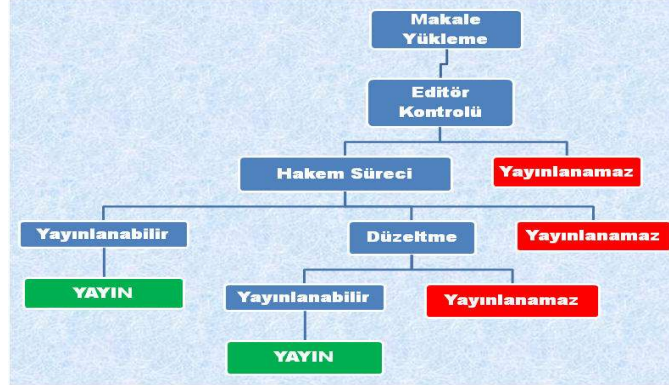 Makale
Yükleme
Editör
Kontrolü
Hakem Süreci
Yayınlanamaz
Yayınlanabilir
Düzeltme
Yayınlanamaz
YAYIN
Yayınlanabilir
Yayınlanamaz
YAYIN